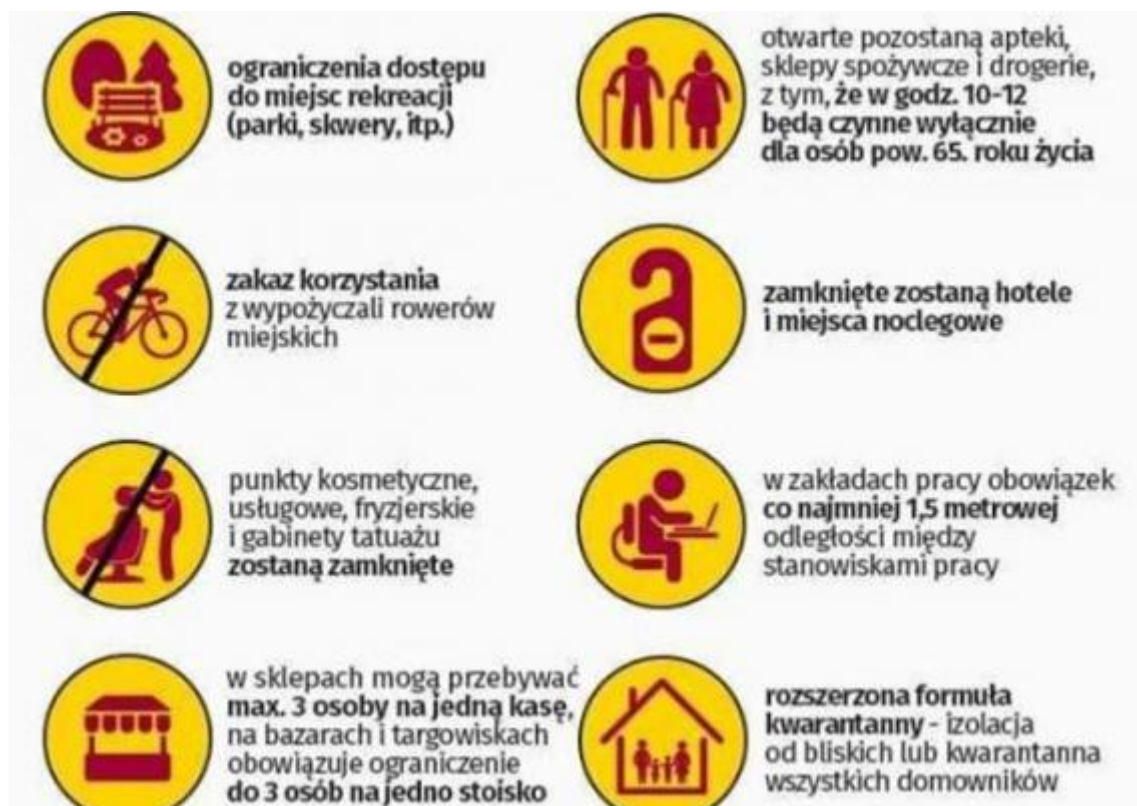 ograniczenia dostępu
do miejsc rekreacji
(parki, skwery, itp.)
otwarte pozostaną apteki,
sklepy spożywcze i drogerie,
z tym, że w godz. 10-12
będą czynne wyłącznie
dla osób pow. 65. roku życia
zakaz korzystania
z wypożyczali rowerów
miejskich
zamknięte zostaną hotele
i miejsca noclegowe
punkty kosmetyczne,
usługowe, fryzjerskie
i gabinety tatuażu
zostaną zamknięte
w zakładach pracy obowiązek
co najmniej 1,5 metrowej
odległości między
stanowiskami pracy
w sklepach mogą przebywać
max. 3 osoby na jedną kasę,
na bazarach i targowiskach
obowiązuje ograniczenie
do 3 osób na jedno stoisko
rozszerzona formuła
kwarantanny - izolacja
od bliskich lub kwarantanna
wszystkich domowników